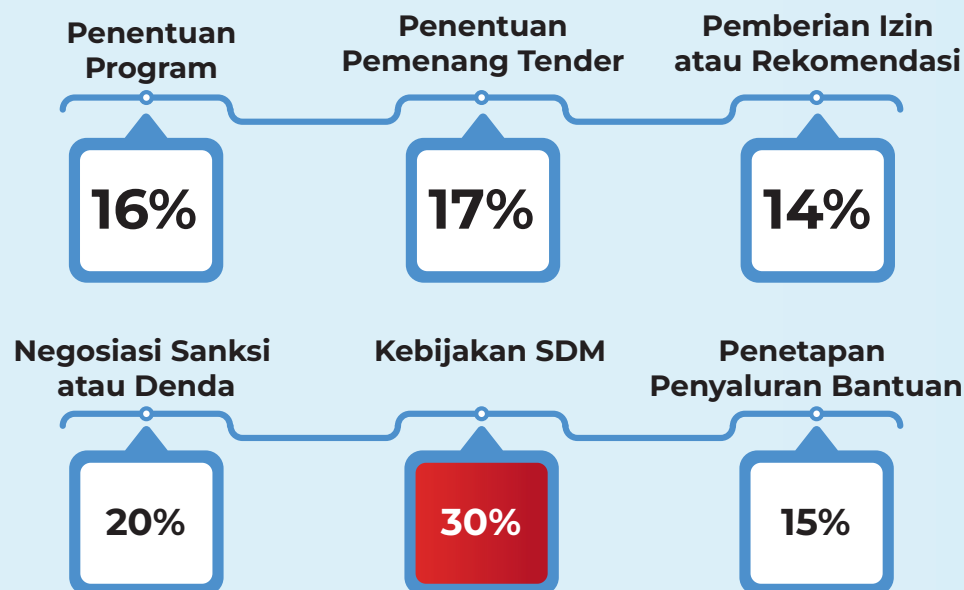 Penentuan
Program
Penentuan
Pemenang Tender
Pemberian Izin
atau Rekomendasi
16%
17%
14%
Negosiasi Sanksi
atau Denda
Kebijakan SDM
Penetapan
Penyaluran Bantuan
20%
30%
15%